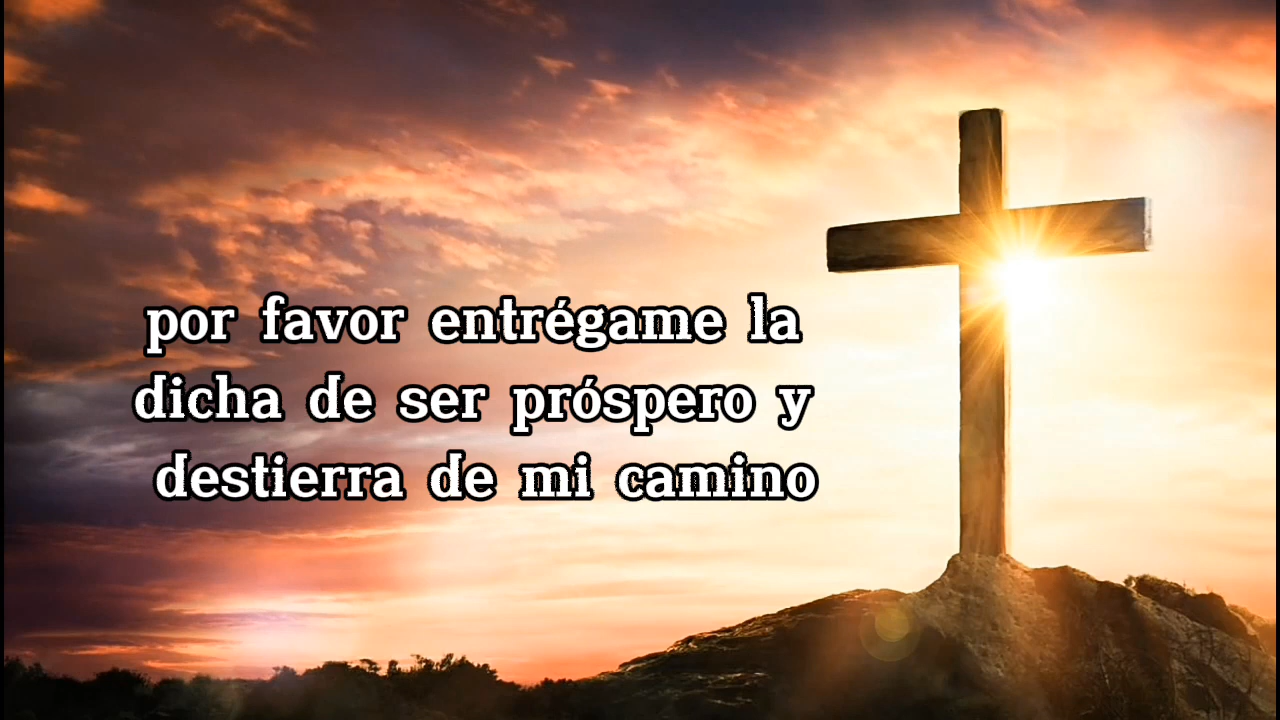 por favor entrégame la
dicha de ser próspero y
destierra de mi camino